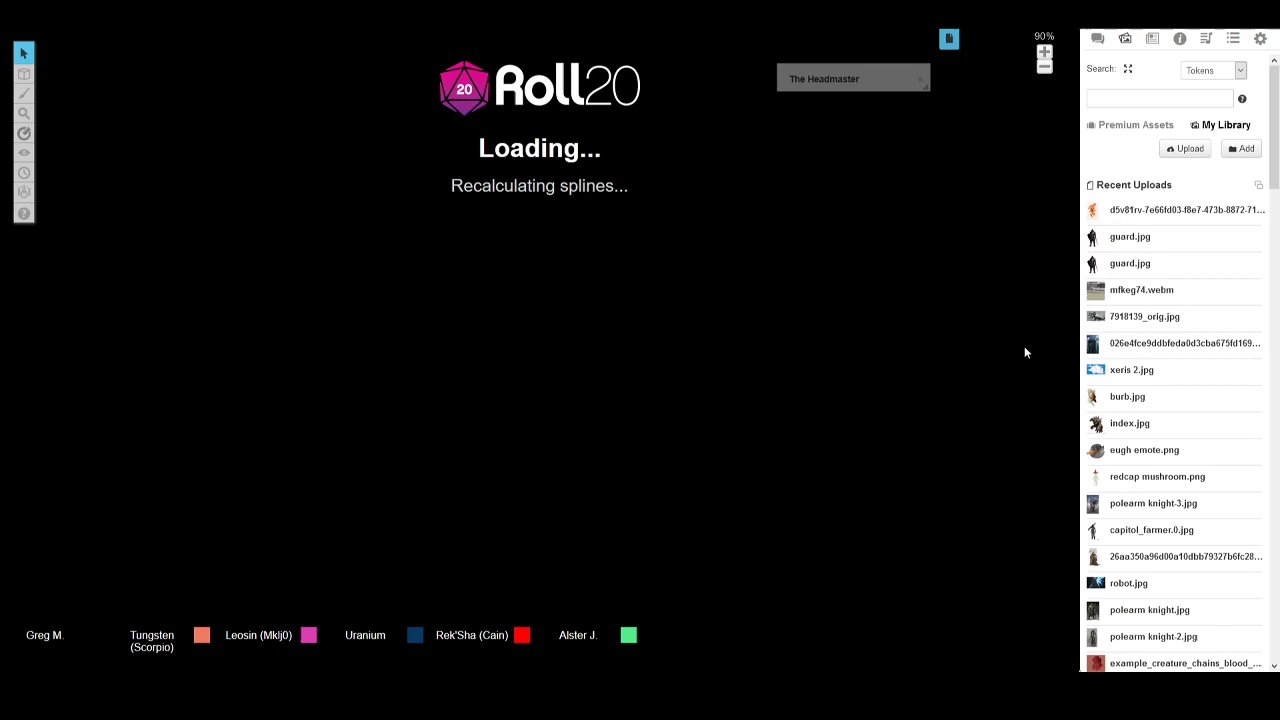 20
Roll20
Loading...
Recalculating splines...
The Headmaster
90%
Search:
Tokens
Premium Assets
My Library
Upload
Add
Recent Uploads
d5v81rv-7e66fd03-f8e7-473b-8872-71...
guard.jpg
guard.jpg
mfkeg74.webm
7918139_orig.jpg
026e4fce9ddbfeda0d3cba675fd169...
xeris 2.jpg
burb.jpg
index.jpg
eugh emote.png
redcap mushroom.png
polearm knight-3.jpg
capitol_farmer.0.jpg
26aa350a96d00a10dbb79327b6fc28...
robot.jpg
polearm knight.jpg
polearm knight-2.jpg
example_creature_chains_blood_...
Greg M.
Tungsten
(Scorpio)
Leosin (Mklj0)
Uranium
Rek'Sha (Cain)
Alster J.